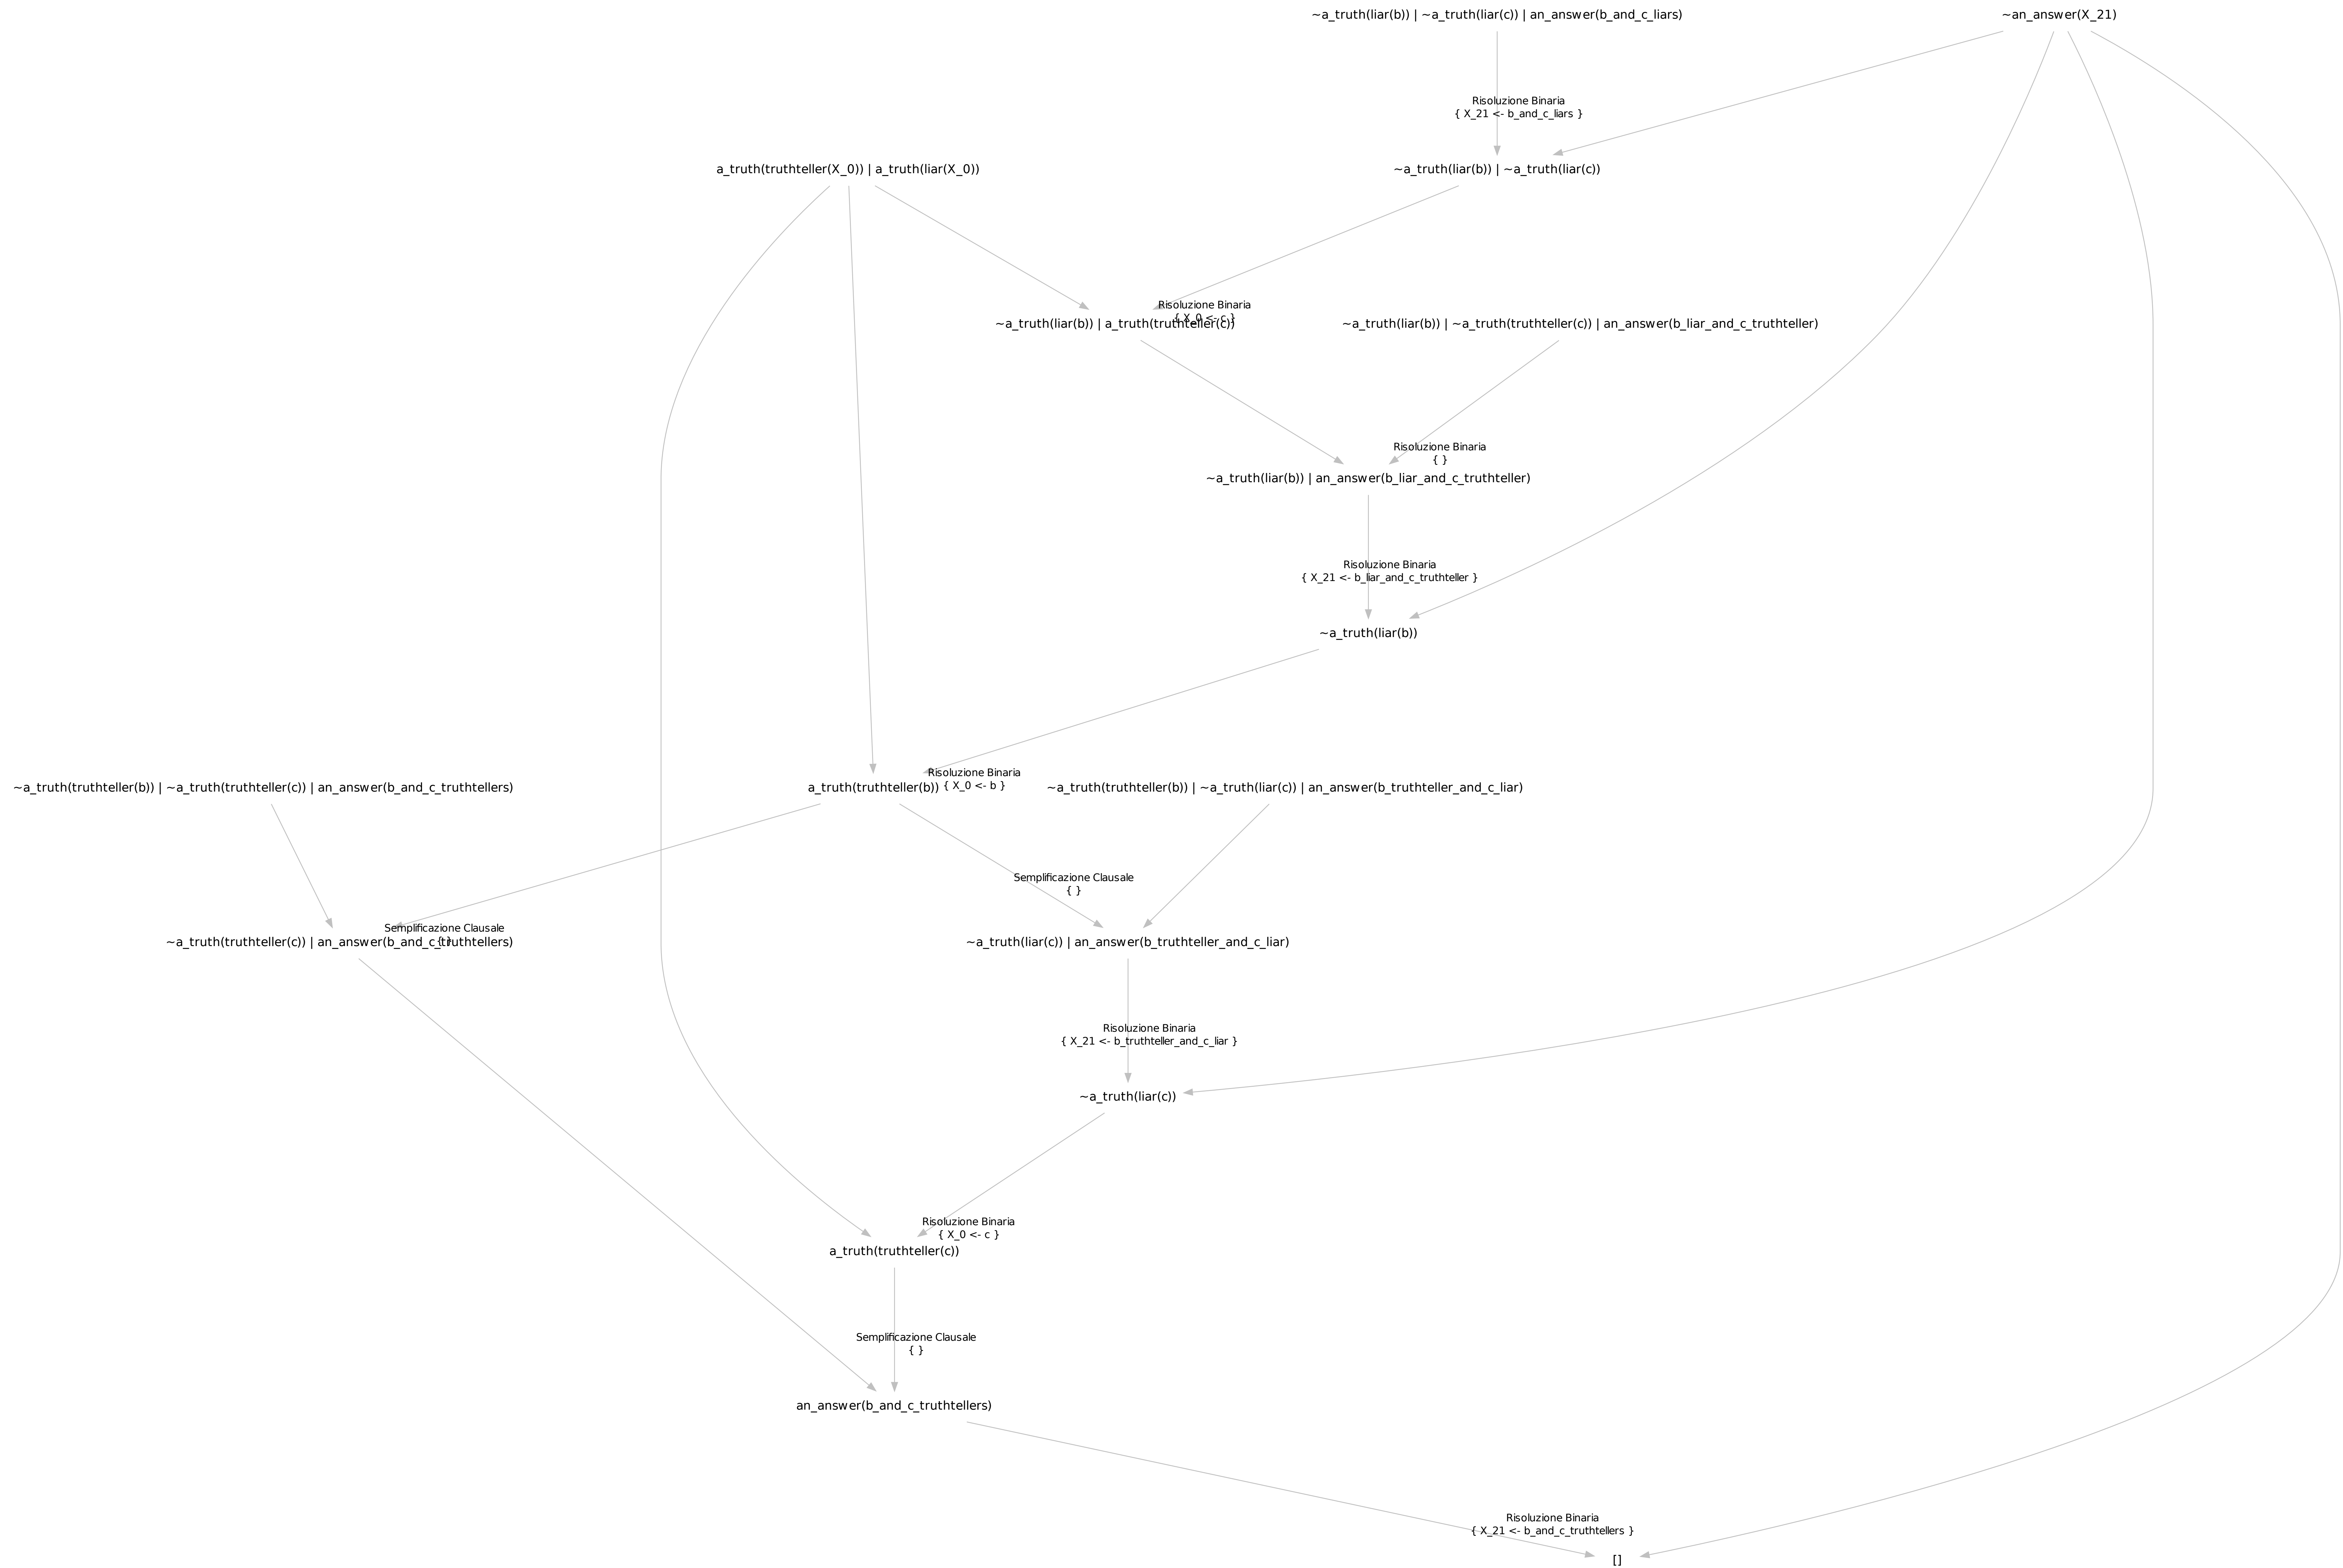 ~a_truth(liar(b)) | ~a_truth(liar(c)) | an_answer(b_and_c_liars)
~an_answer(X_21)
Risoluzione Binaria
{ X_21 <- b_and_c_liars }
a_truth(truthteller(X_0)) | a_truth(liar(X_0))
~a_truth(liar(b)) | ~a_truth(liar(c))
Risoluzione Binaria
{ X_0 <- c }
~a_truth(liar(b)) | a_truth(truthteller(c))
~a_truth(liar(b)) | ~a_truth(truthteller(c)) | an_answer(b_liar_and_c_truthteller)
Risoluzione Binaria
{ }
~a_truth(liar(b)) | an_answer(b_liar_and_c_truthteller)
Risoluzione Binaria
{ X_21 <- b_liar_and_c_truthteller }
~a_truth(liar(b))
~a_truth(truthteller(b)) | ~a_truth(truthteller(c)) | an_answer(b_and_c_truthtellers)
a_truth(truthteller(b))
Risoluzione Binaria
{ X_0 <- b }
~a_truth(truthteller(b)) | ~a_truth(liar(c)) | an_answer(b_truthteller_and_c_liar)
Semplificazione Clausale
{ }
Semplificazione Clausale
{ }
~a_truth(truthteller(c)) | an_answer(b_and_c_truthtellers)
~a_truth(liar(c)) | an_answer(b_truthteller_and_c_liar)
Risoluzione Binaria
{ X_21 <- b_truthteller_and_c_liar }
~a_truth(liar(c))
Risoluzione Binaria
{ X_0 <- c }
a_truth(truthteller(c))
Semplificazione Clausale
{ }
an_answer(b_and_c_truthtellers)
Risoluzione Binaria
{ X_21 <- b_and_c_truthtellers }
[]